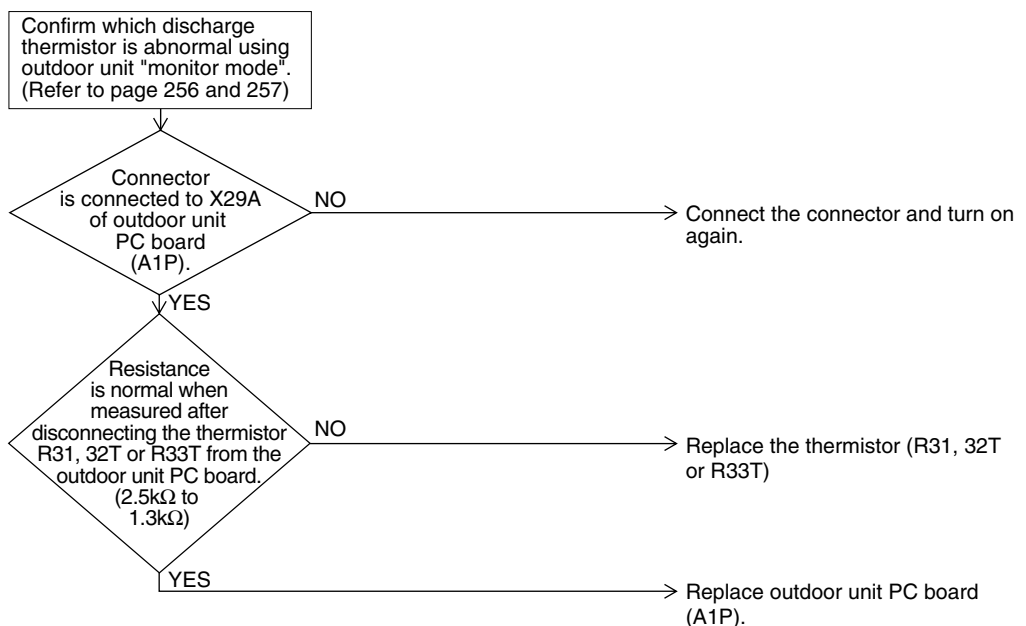 Confirm which discharge
thermistor is abnormal using
outdoor unit "monitor mode".
(Refer to page 256 and 257)
Connector
is connected to X29A
of outdoor unit
PC board
(A1P).
NO
Connect the connector and turn on
again.
YES
Resistance
is normal when
measured after
disconnecting the thermistor
R31, 32T or R33T from the
outdoor unit PC board.
(2.5kΩ to
1.3kΩ)
NO
Replace the thermistor (R31, 32T
or R33T)
YES
Replace outdoor unit PC board
(A1P).